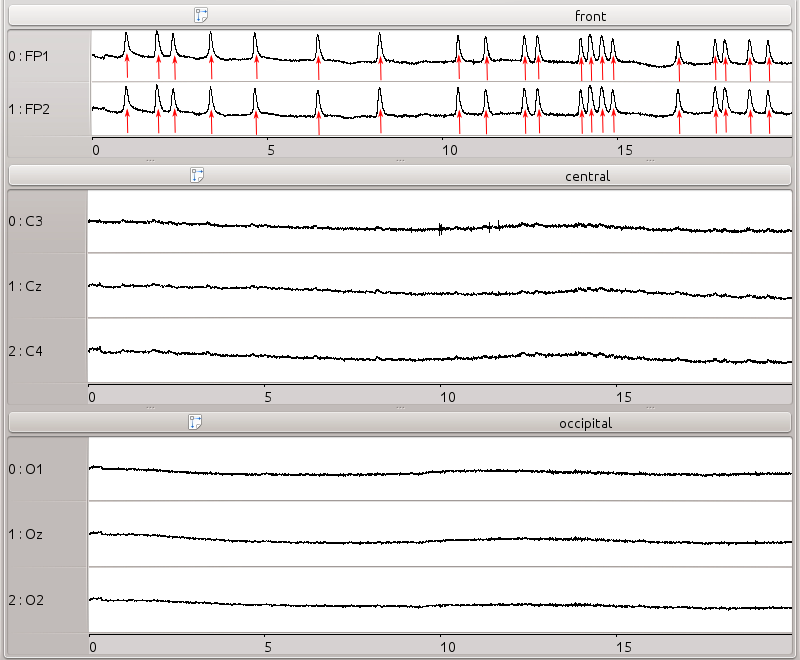 front
0 : FP1
1 : FP2
0 5 10 15
central
0 : C3
1 : Cz
2 : C4
0 5 10 15
occipital
0 : O1
1 : Oz
2 : O2
0 5 10 15